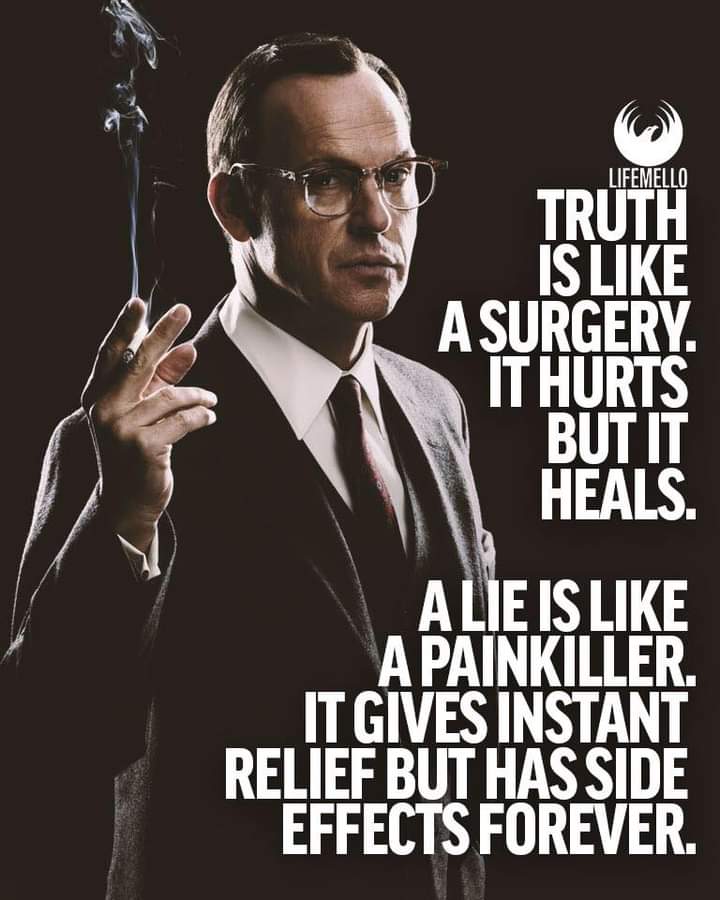 LIFEMELLO
TRUTH
IS LIKE
A SURGERY.
IT HURTS
BUT IT
HEALS.
A LIE IS LIKE
A PAINKILLER.
IT GIVES INSTANT
RELIEF BUT HAS SIDE
EFFECTS FOREVER.